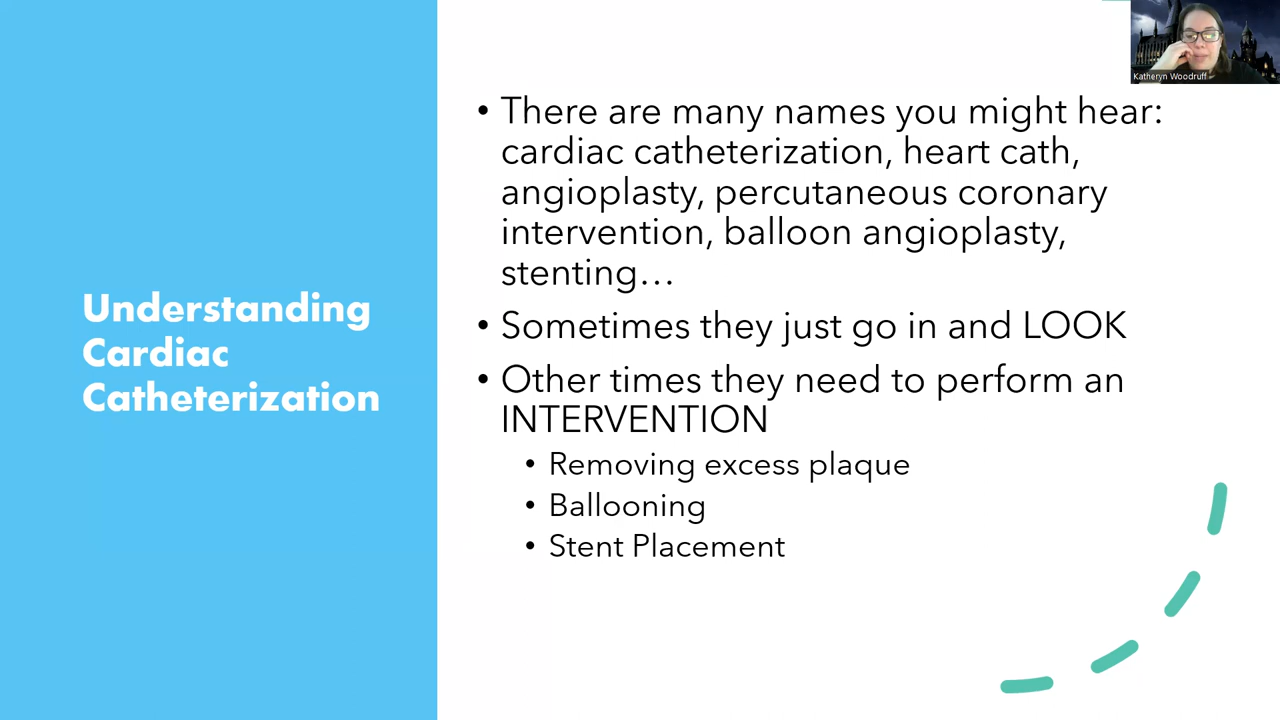 Understanding
Cardiac
Catheterization
• There are many names you might hear:
cardiac catheterization, heart cath,
angioplasty, percutaneous coronary
intervention, balloon angioplasty,
stenting…
• Sometimes they just go in and LOOK
• Other times they need to perform an
INTERVENTION
• Removing excess plaque
• Ballooning
• Stent Placement
Katheryn Woodruff